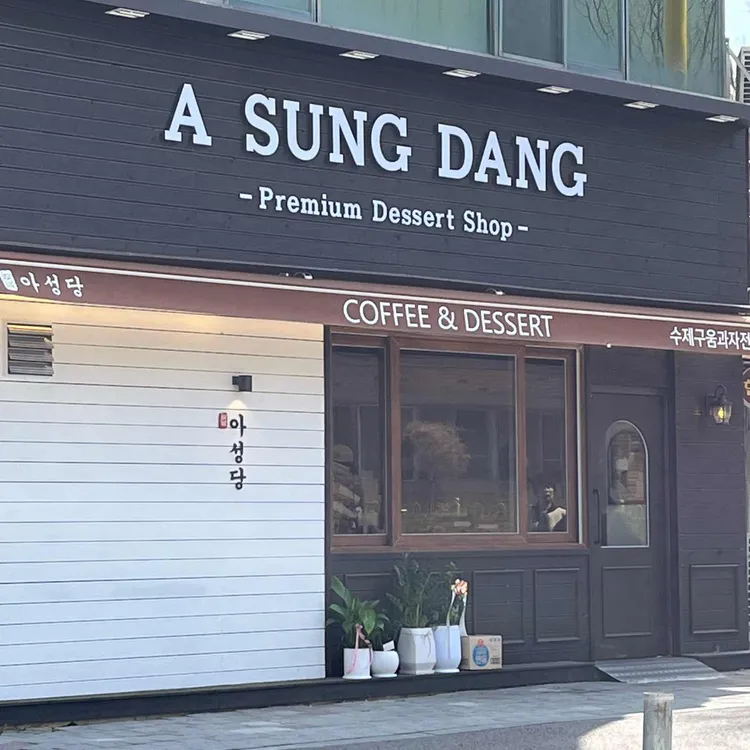 A SUNG DANG
-Premium Dessert Shop-
아성당
COFFEE & DESSERT
수제구움과자전
아성당